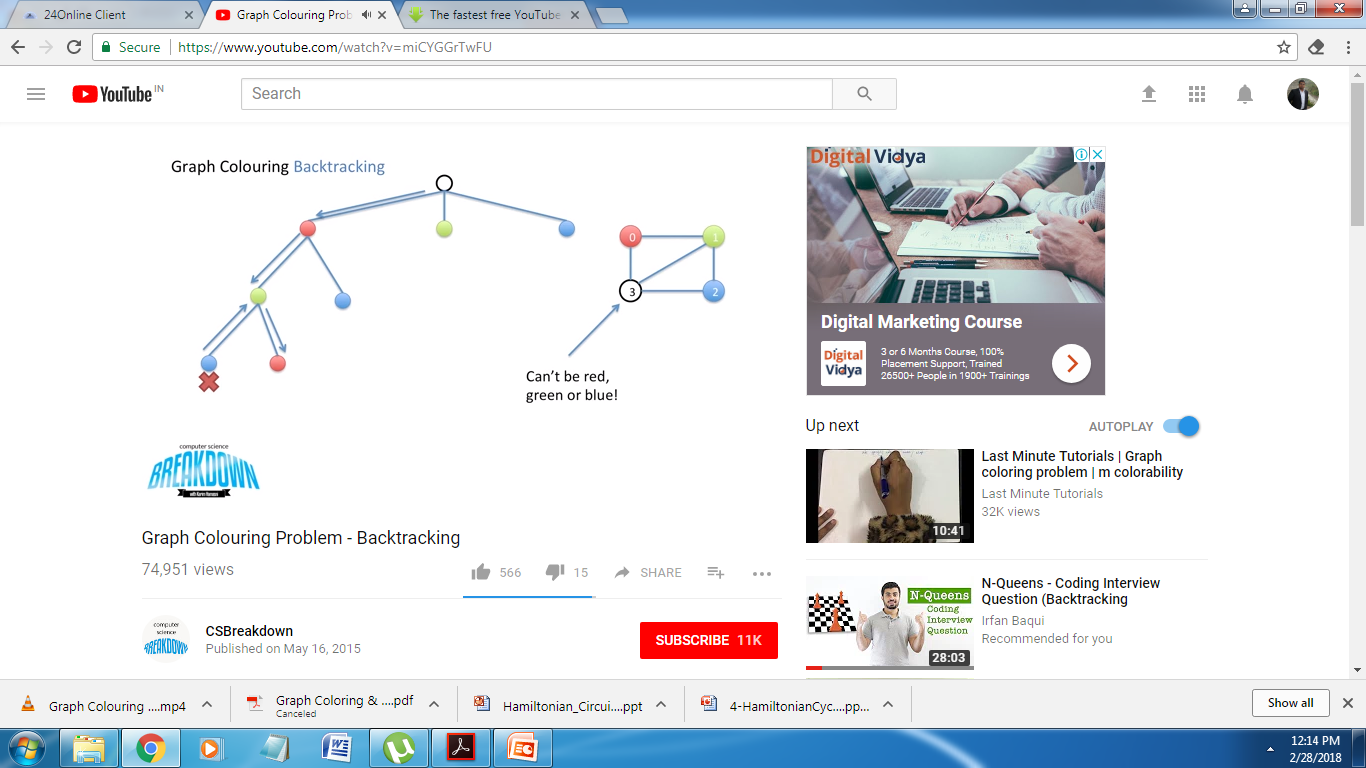 24Online Client
Graph Colouring Prob
The fastest free YouTube
Secure
https://www.youtube.com/watch?v=miCYGGrTwFU
YouTube IN
Search
Graph Colouring Backtracking
0
1
3
2
Can't be red,
green or blue!
computer science
BREAKDOWN
Graph Colouring Problem - Backtracking
74,951 views
566
15
SHARE
computer
science
BREAKDOWN
CSBreakdown
Published on May 16, 2015
SUBSCRIBE 11K
Digital Vidya
Digital Marketing Course
Digital
Vidya
3 or 6 Months Course, 100%
Placement Support, Trained
26500+ People in 1900+ Trainings
Up next
AUTOPLAY
10:41
Last Minute Tutorials | Graph
coloring problem | m colorability
Last Minute Tutorials
32K views
N-Queens
Coding
Interview
Question
28:03
N-Queens - Coding Interview
Question (Backtracking
Irfan Baqui
Recommended for you
Graph Colouring ....mp4
Graph Coloring & ....pdf
Canceled
Hamiltonian_Circui....ppt
4-HamiltonianCyc....pp...
Show all
12:14 PM
2/28/2018